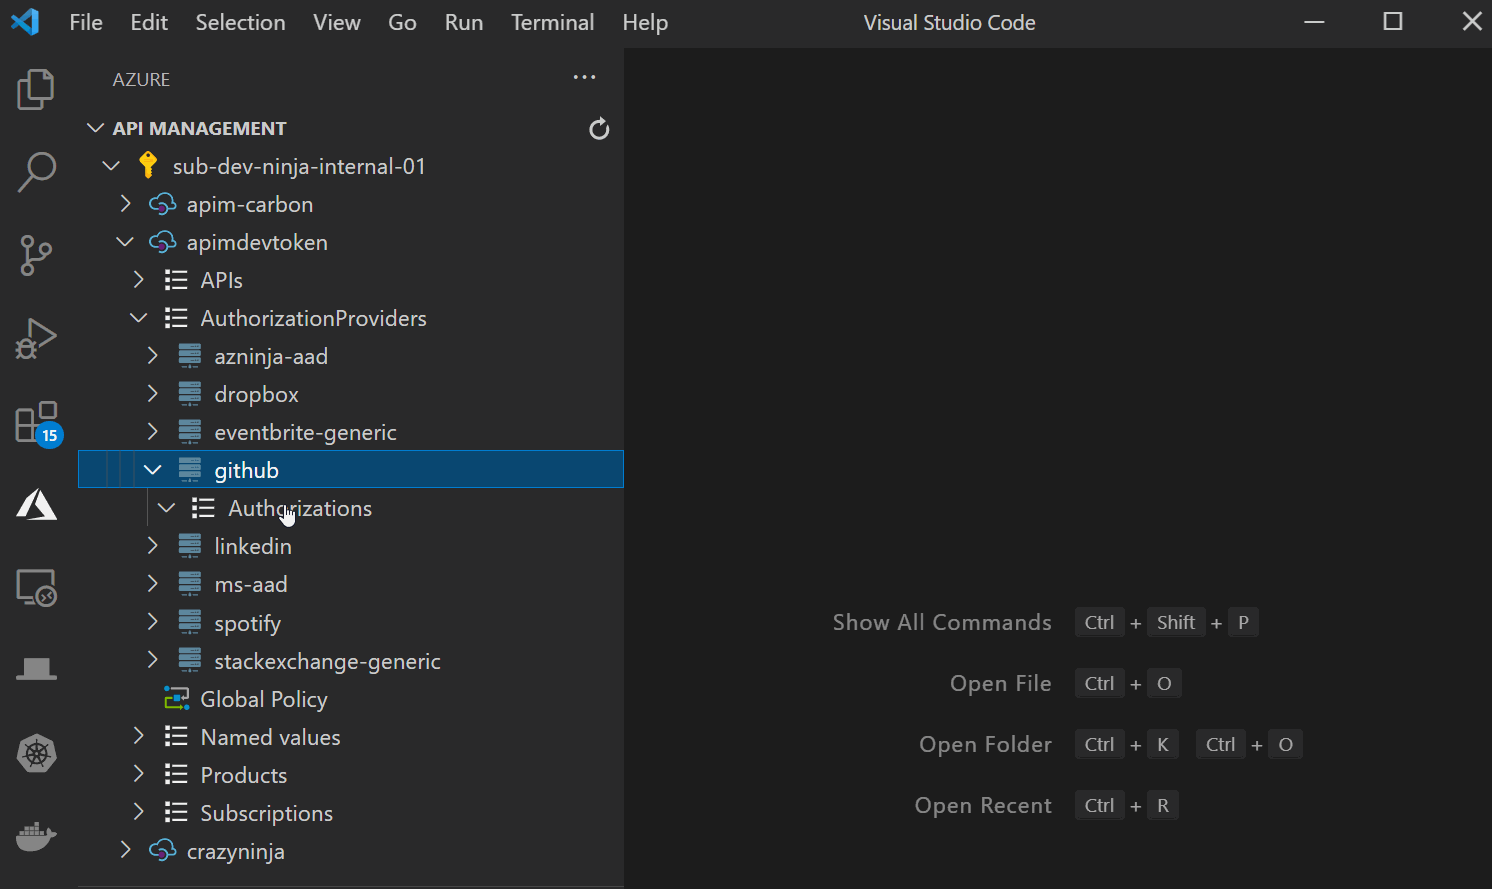 File Edit Selection View Go Run Terminal Help Visual Studio Code
AZURE
API MANAGEMENT
sub-dev-ninja-internal-01
apim-carbon
apimdevtoken
APIs
AuthorizationProviders
azninja-aad
dropbox
eventbrite-generic
15
github
Authorizations
linkedin
ms-aad
spotify
stackexchange-generic
Global Policy
Named values
Products
Subscriptions
crazyninja
Show All Commands Ctrl + Shift + P
Open File Ctrl + O
Open Folder Ctrl + K Ctrl + O
Open Recent Ctrl + R